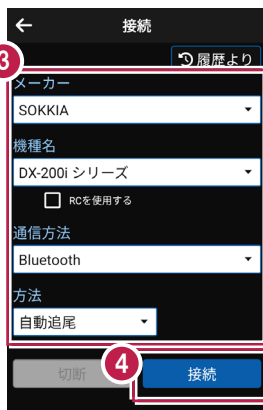 接続
履歴より
3
メーカー
SOKKIA
機種名
DX-200i シリーズ
RCを使用する
通信方法
Bluetooth
方法
自動追尾
切断
4
接続